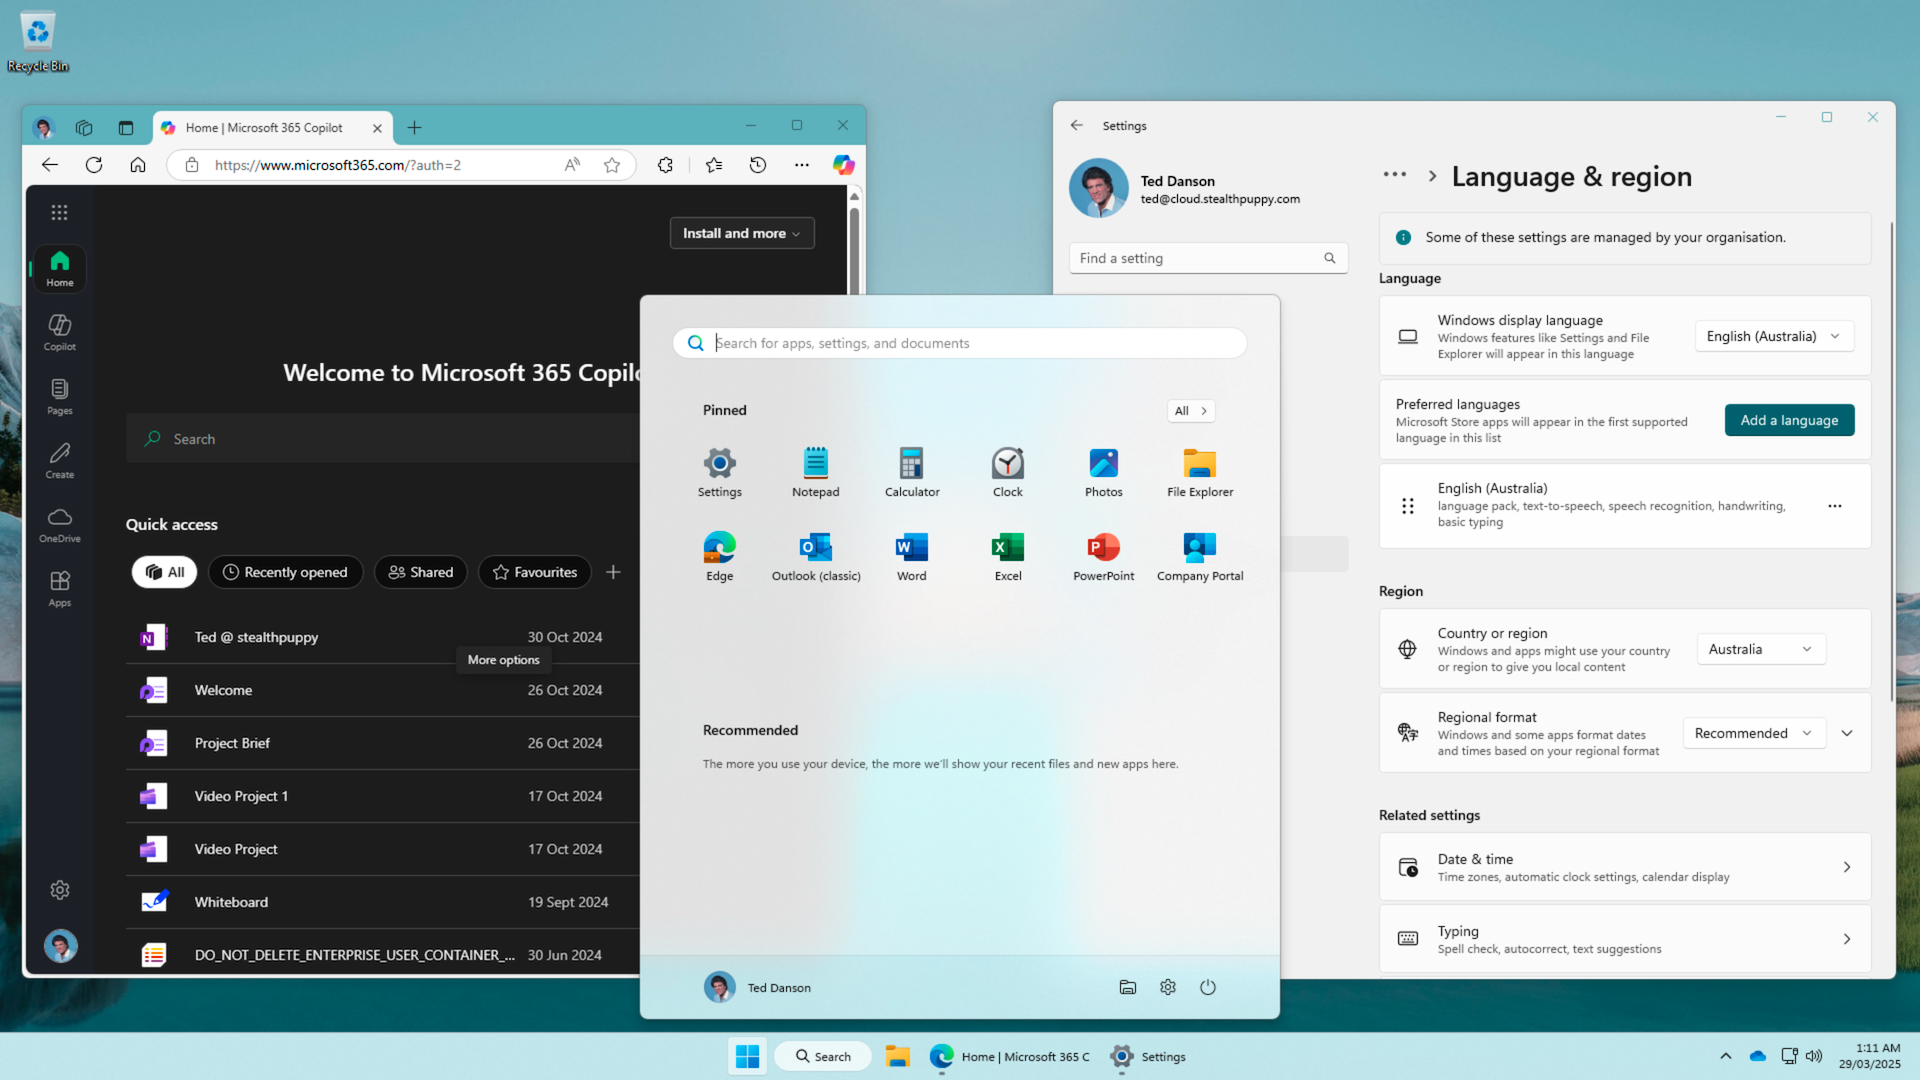 Recycle Bin
Home | Microsoft 365 Copilot
https://www.microsoft365.com/?auth=2
Install and more
Home
Copilot
Pages
Create
OneDrive
Apps
Welcome to Microsoft 365
Search
Quick access
All
Recently opened
Shared
Favourites
Ted @ stealthpuppy
30 Oct 2024
More options
Welcome
26 Oct 2024
Project Brief
26 Oct 2024
Video Project 1
17 Oct 2024
Video Project
17 Oct 2024
Whiteboard
19 Sept 2024
DO_NOT_DELETE_ENTERPRISE_USER_CONTAINER_...
30 Jun 2024
Search for apps, settings, and documents
Pinned
All
Settings
Notepad
Calculator
Clock
Photos
File Explorer
Edge
Outlook (classic)
Word
Excel
PowerPoint
Company Portal
Recommended
The more you use your device, the more we'll show your recent files and new apps here.
Ted Danson
Settings
Ted Danson
ted@cloud.stealthpuppy.com
Find a setting
... > Language & region
Some of these settings are managed by your organisation.
Language
Windows display language
Windows features like Settings and File
Explorer will appear in this language
English (Australia)
Preferred languages
Microsoft Store apps will appear in the first supported
language in this list
Add a language
English (Australia)
language pack, text-to-speech, speech recognition, handwriting,
basic typing
Region
Country or region
Windows and apps might use your country
or region to give you local content
Australia
Regional format
Windows and some apps format dates
and times based on your regional format
Recommended
Related settings
Date & time
Time zones, automatic clock settings, calendar display
Typing
Spell check, autocorrect, text suggestions
Search
Home | Microsoft 365 C
Settings
1:11 AM
29/03/2025